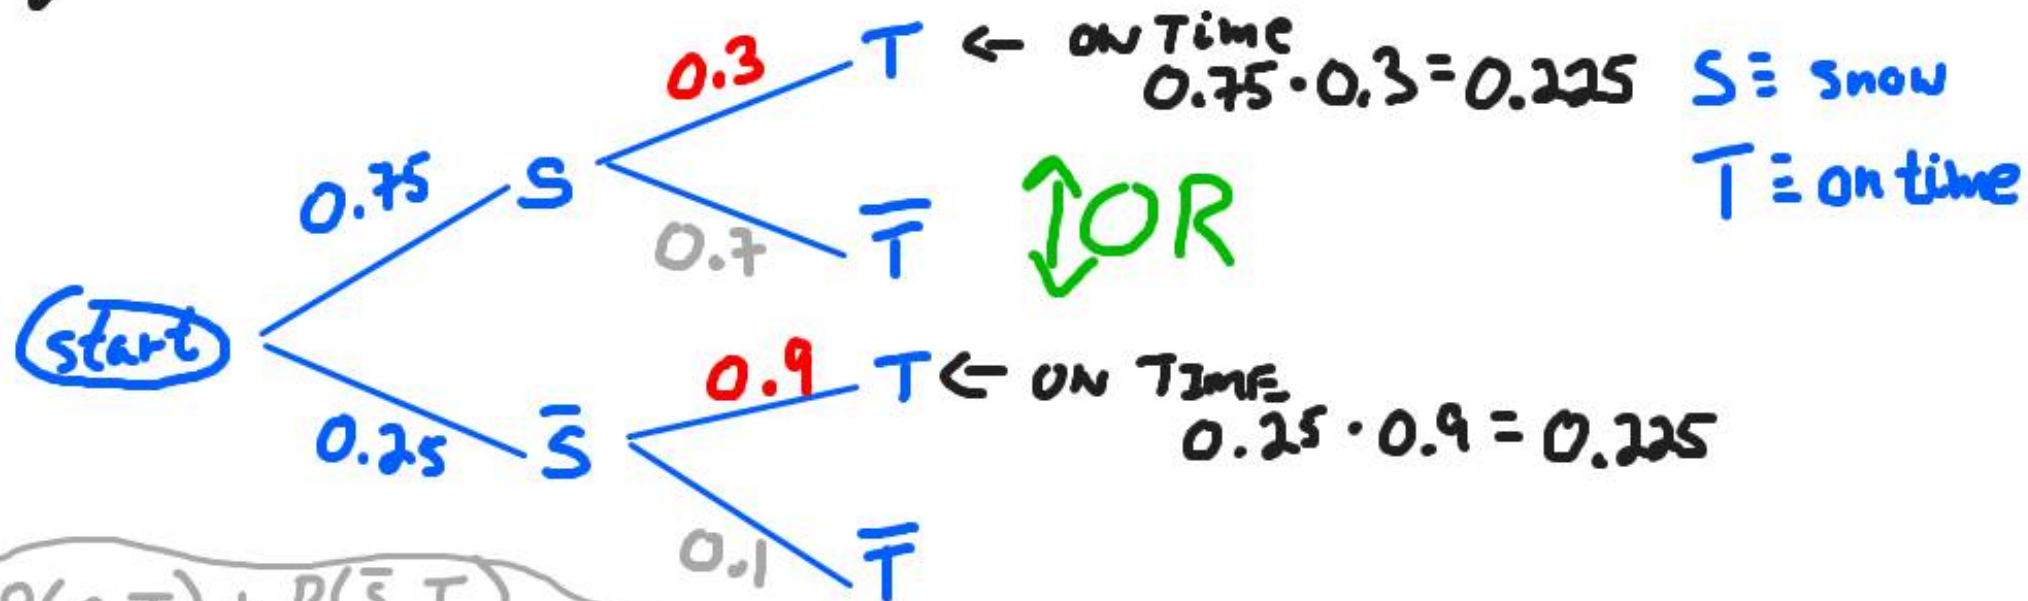 0.3 T ← ON Time
0.75 · 0.3 = 0.225
S ≡ snow
T ≡ on time
0.75 S
0.7 T̅
↕ OR
start
0.9 T ← ON TIME
0.25 · 0.9 = 0.225
0.25 S̅
0.1 T̅
) + P(S̅, T)